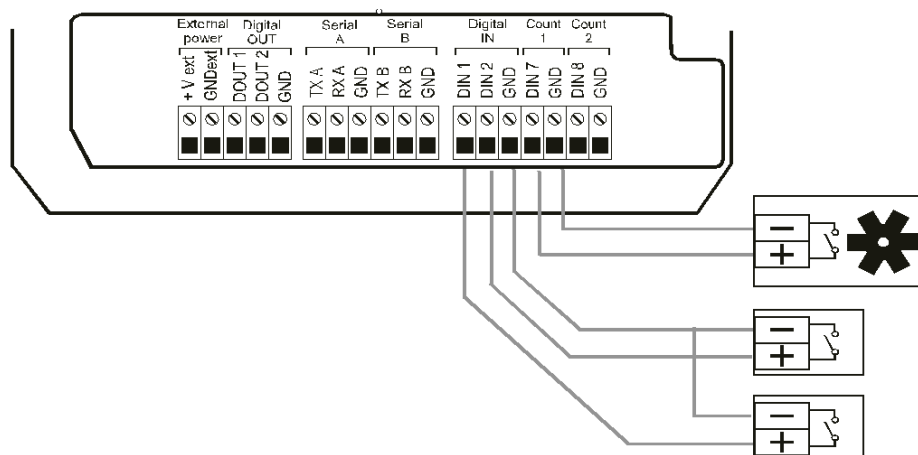 External power
Digital OUT
Serial A
Serial B
Digital IN
Count 1
Count 2
+ V ext
GNDext
DOUT 1
DOUT 2
GND
TX A
RX A
GND
TX B
RX B
GND
DIN 1
DIN 2
GND
DIN 7
GND
DIN 8
GND
−
+
−
+
−
+